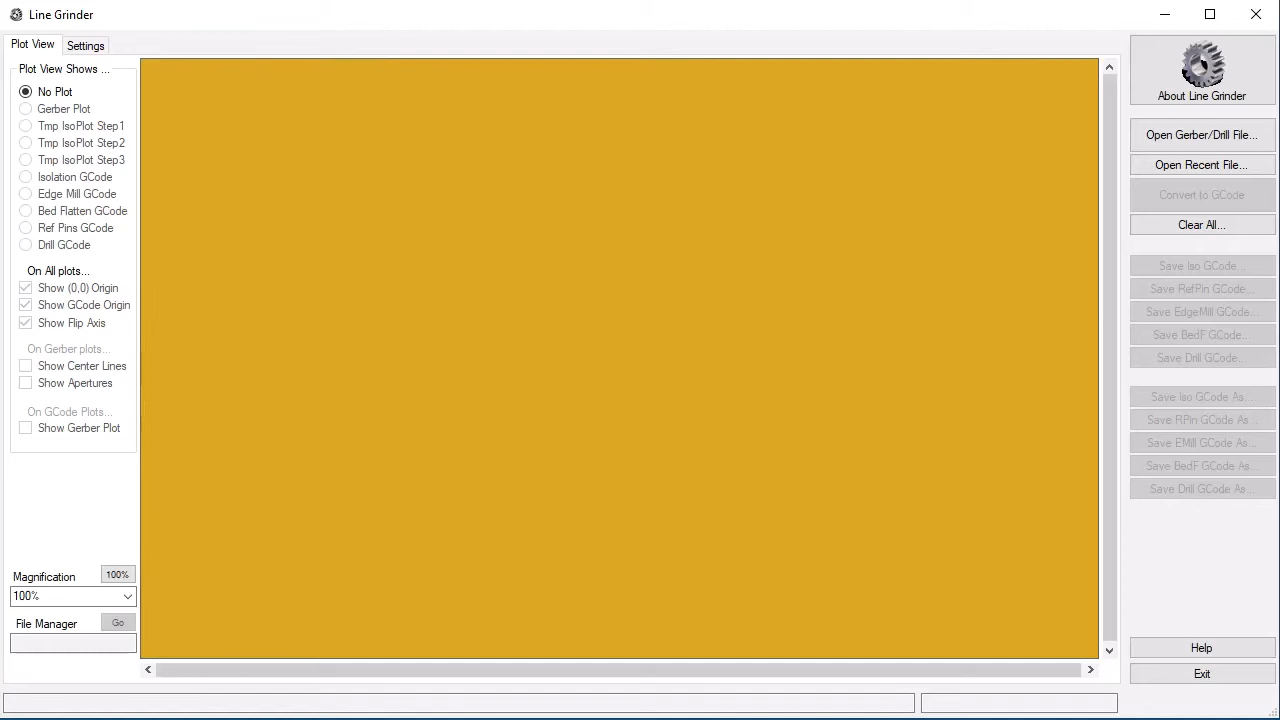 Line Grinder
Plot View
Settings
Plot View Shows ...
No Plot
Gerber Plot
Tmp IsoPlot Step1
Tmp IsoPlot Step2
Tmp IsoPlot Step3
Isolation GCode
Edge Mill GCode
Bed Flatten GCode
Ref Pins GCode
Drill GCode
On All plots...
Show (0,0) Origin
Show GCode Origin
Show Flip Axis
On Gerber plots...
Show Center Lines
Show Apertures
On GCode Plots...
Show Gerber Plot
Magnification
100%
100%
File Manager
Go
About Line Grinder
Open Gerber/Drill File...
Open Recent File...
Convert to GCode
Clear All...
Save Iso GCode...
Save RefPin GCode...
Save EdgeMill GCode...
Save BedF GCode...
Save Drill GCode...
Save Iso GCode As...
Save RPin GCode As...
Save EMill GCode As...
Save BedF GCode As...
Save Drill GCode As...
Help
Exit